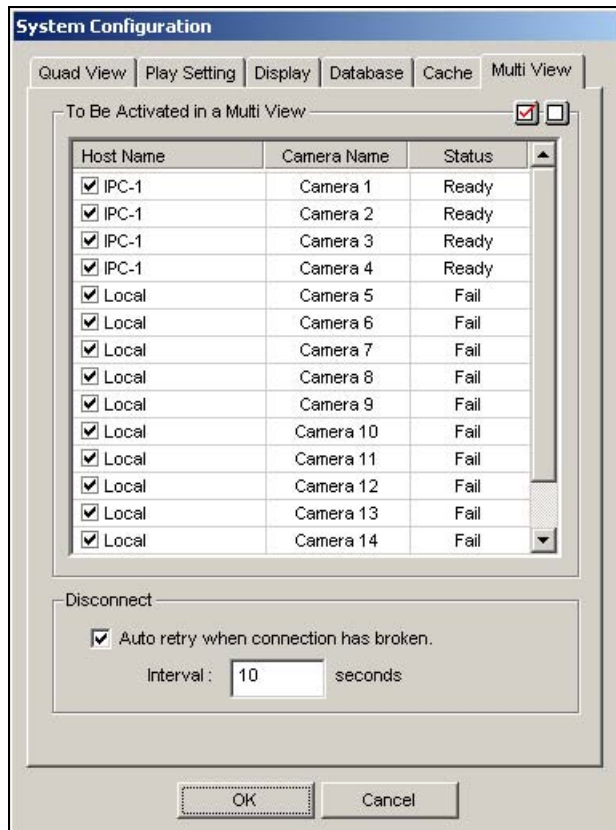 System Configuration
Quad View Play Setting Display Database Cache Multi View
To Be Activated in a Multi View
Host Name Camera Name Status
IPC-1 Camera 1 Ready
IPC-1 Camera 2 Ready
IPC-1 Camera 3 Ready
IPC-1 Camera 4 Ready
Local Camera 5 Fail
Local Camera 6 Fail
Local Camera 7 Fail
Local Camera 8 Fail
Local Camera 9 Fail
Local Camera 10 Fail
Local Camera 11 Fail
Local Camera 12 Fail
Local Camera 13 Fail
Local Camera 14 Fail
Disconnect
Auto retry when connection has broken.
Interval : 10 seconds
OK Cancel